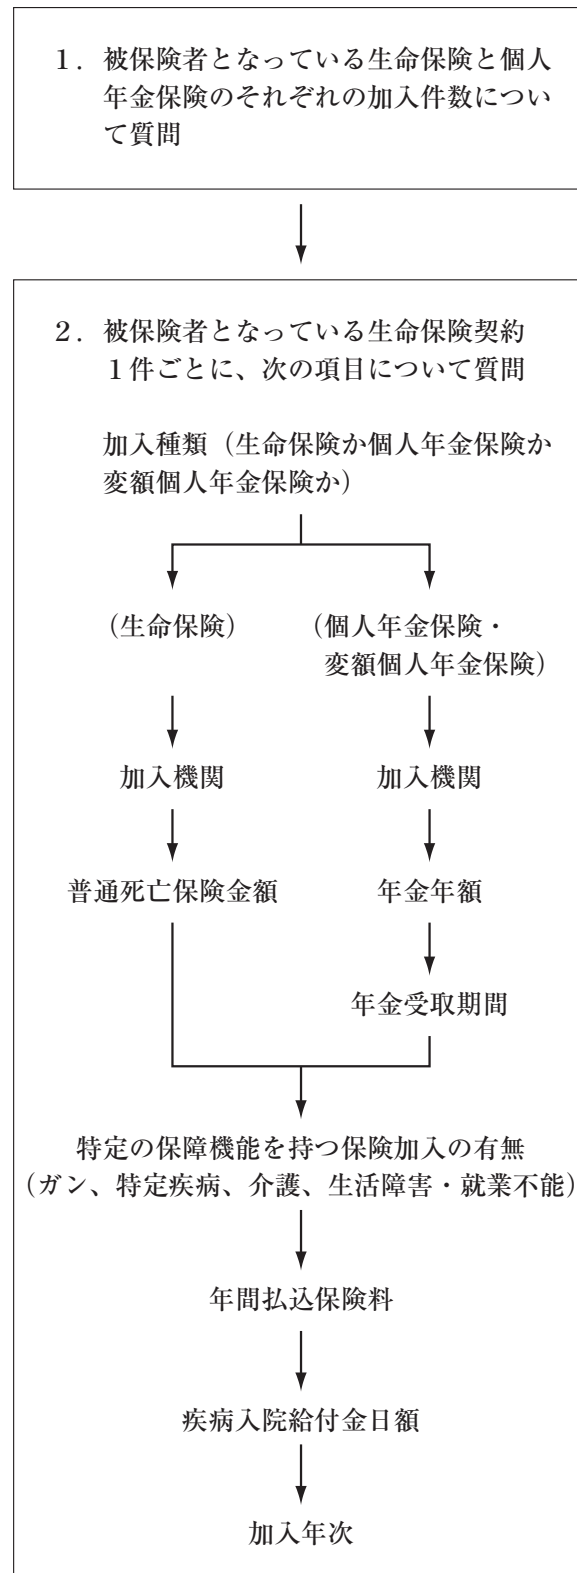 １．被保険者となっている生命保険と個人
年金保険のそれぞれの加入件数につい
て質問
２．被保険者となっている生命保険契約
１件ごとに、次の項目について質問
加入種類（生命保険か個人年金保険か
変額個人年金保険か）
（生命保険）
（個人年金保険・
変額個人年金保険）
加入機関
加入機関
普通死亡保険金額
年金年額
年金受取期間
特定の保障機能を持つ保険加入の有無
（ガン、特定疾病、介護、生活障害・就業不能）
年間払込保険料
疾病入院給付金日額
加入年次